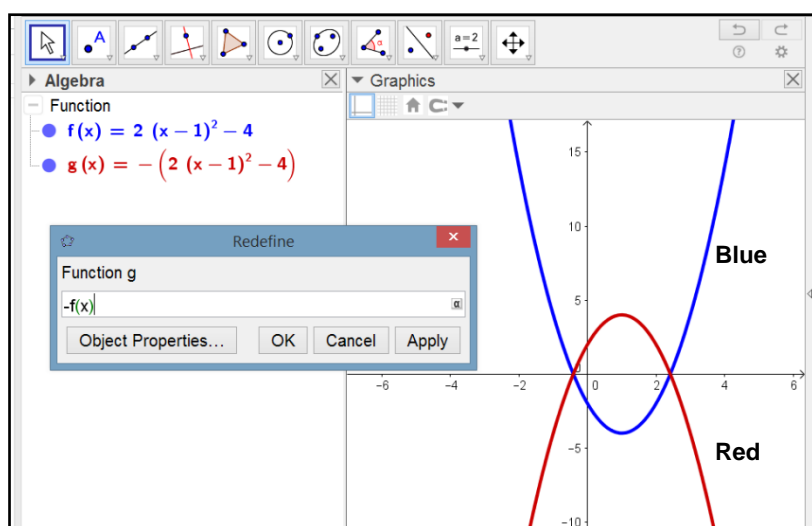 A
a=2
Algebra
Graphics
Function
f(x) = 2 (x − 1)² − 4
g(x) = − (2 (x − 1)² − 4)
Redefine
Function g
-f(x)
α
Object Properties…
OK
Cancel
Apply
15
10
5
0
−5
−10
−6
−4
−2
0
2
4
6
Blue
Red